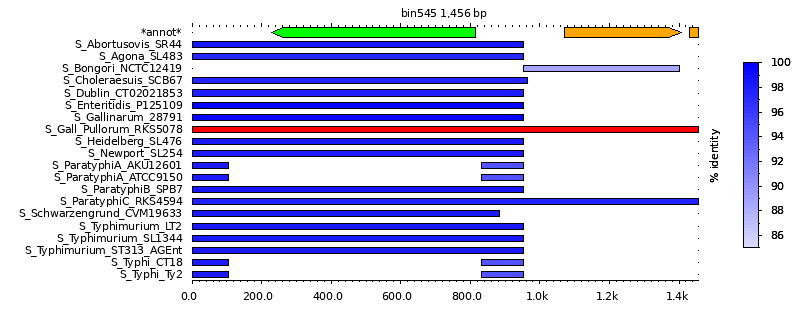 bin545 1,456 bp
*annot*
S_Abortusovis_SR44
S_Agona_SL483
S_Bongori_NCTC12419
S_Choleraesuis_SCB67
S_Dublin_CT02021853
S_Enteritidis_P125109
S_Gallinarum_28791
S_Gall_Pullorum_RKS5078
S_Heidelberg_SL476
S_Newport_SL254
S_ParatyphiA_AKU12601
S_ParatyphiA_ATCC9150
S_ParatyphiB_SPB7
S_ParatyphiC_RKS4594
S_Schwarzengrund_CVM19633
S_Typhimurium_LT2
S_Typhimurium_SL1344
S_Typhimurium_ST313_AGEnt
S_Typhi_CT18
S_Typhi_Ty2
0.0 200.0 400.0 600.0 800.0 1.0k 1.2k 1.4k
% identity
100
98
96
94
92
90
88
86